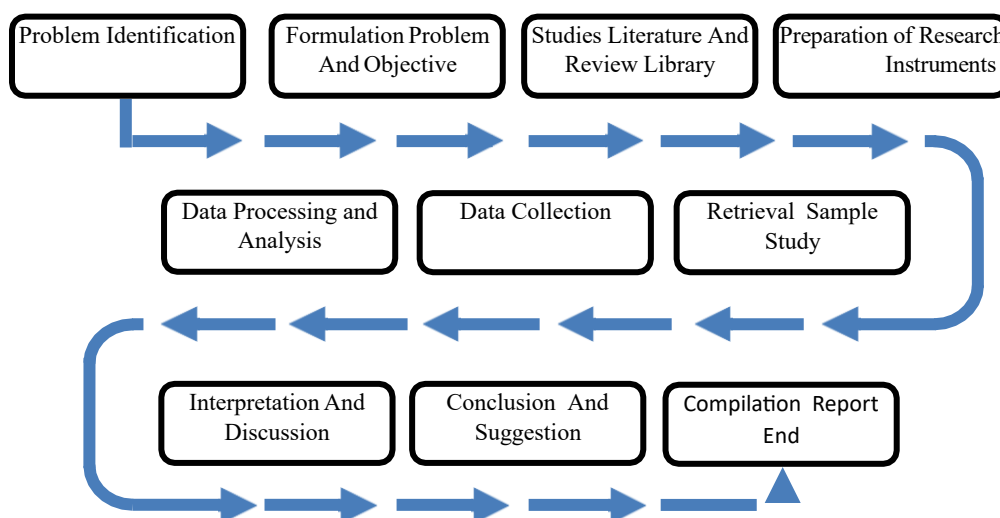 Problem Identification
Formulation Problem
And Objective
Studies Literature And
Review Library
Preparation of Research
Instruments
Data Processing and
Analysis
Data Collection
Retrieval Sample
Study
Interpretation And
Discussion
Conclusion And
Suggestion
Compilation Report
End